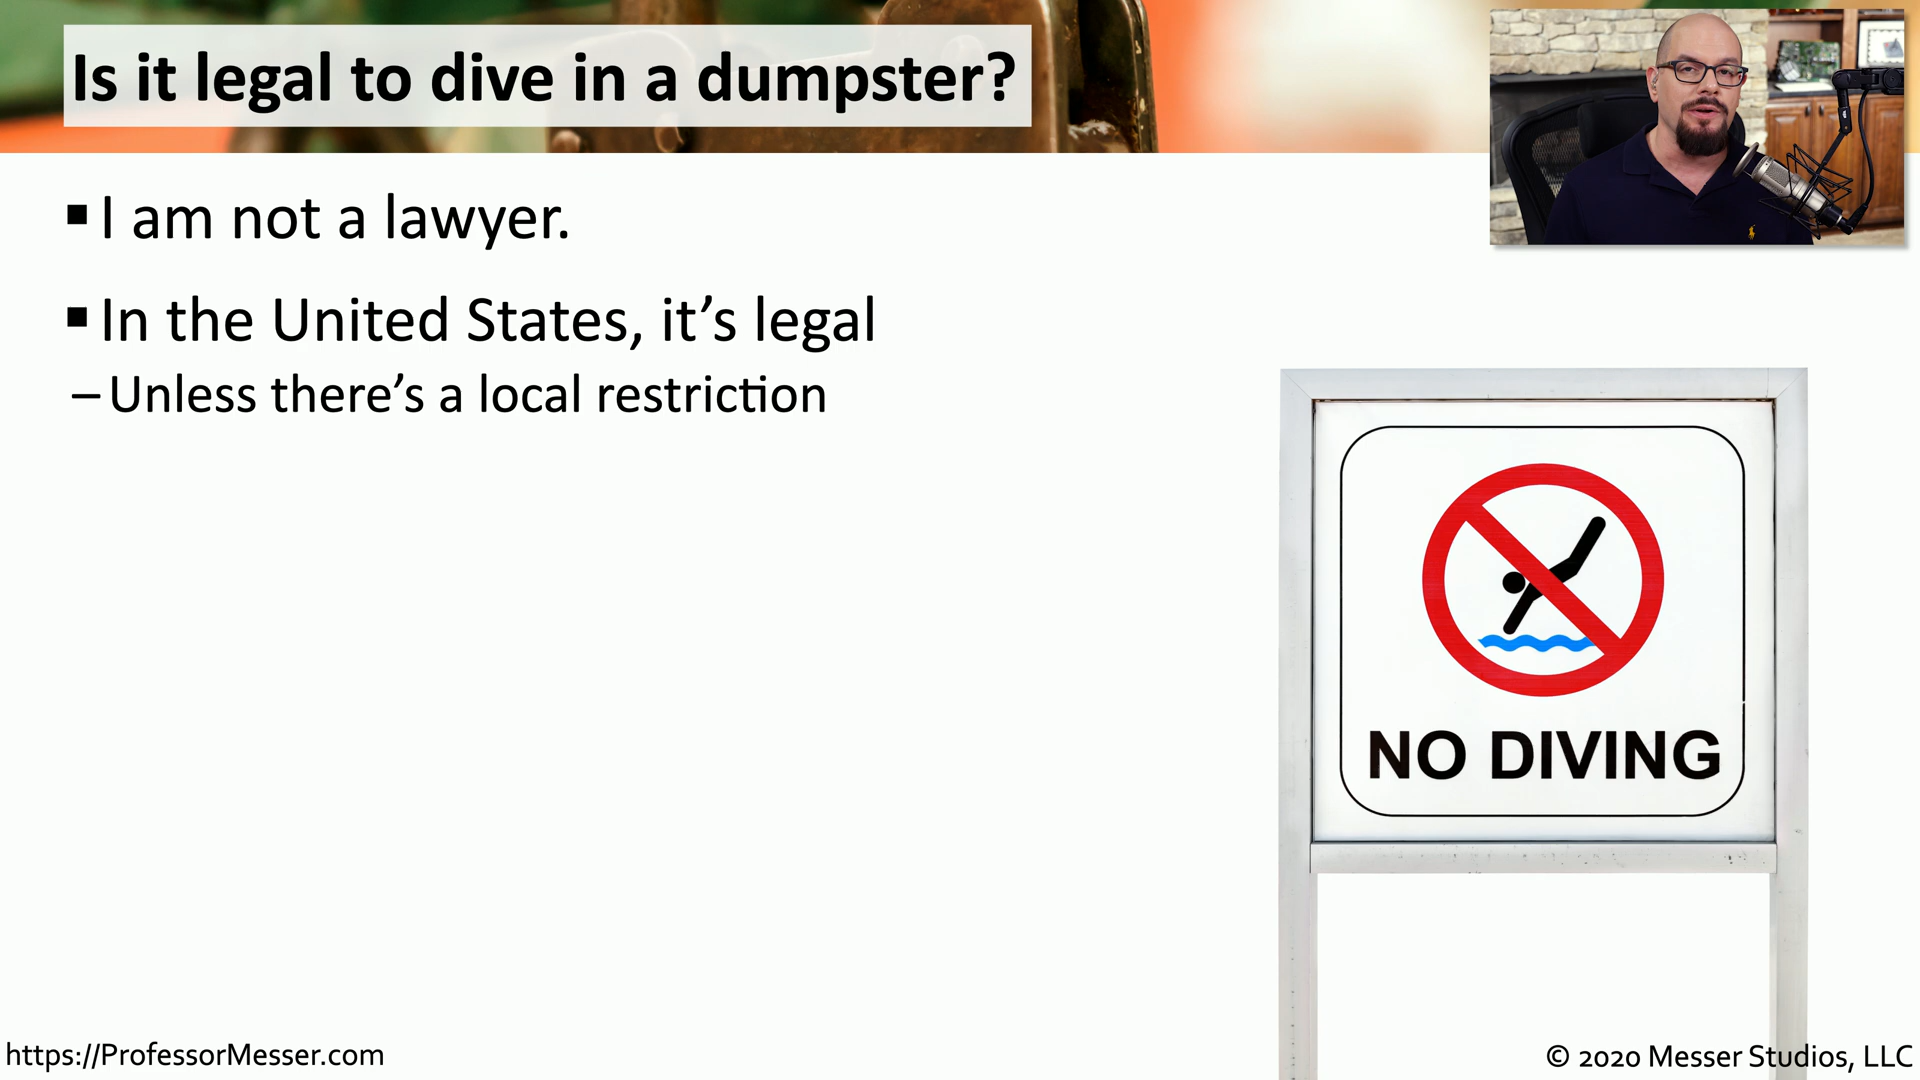 Is it legal to dive in a dumpster?
▪ I am not a lawyer.
▪ In the United States, it’s legal
– Unless there’s a local restriction
NO DIVING
https://ProfessorMesser.com
© 2020 Messer Studios, LLC